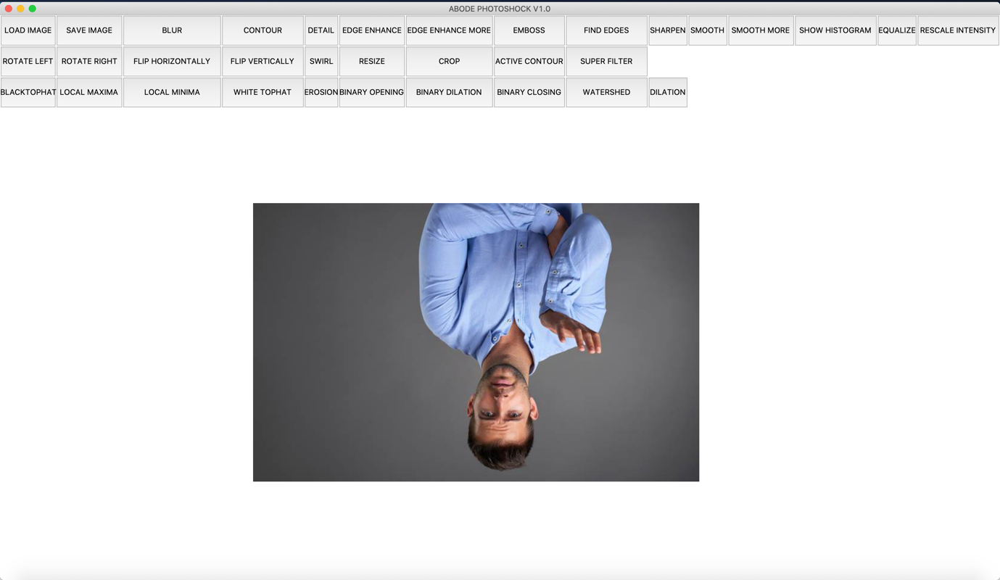 ABODE PHOTOSHOCK V1.0
LOAD IMAGE SAVE IMAGE BLUR CONTOUR DETAIL EDGE ENHANCE EDGE ENHANCE MORE EMBOSS FIND EDGES SHARPEN SMOOTH SMOOTH MORE SHOW HISTOGRAM EQUALIZE RESCALE INTENSITY
ROTATE LEFT ROTATE RIGHT FLIP HORIZONTALLY FLIP VERTICALLY SWIRL RESIZE CROP ACTIVE CONTOUR SUPER FILTER
BLACKTOPHAT LOCAL MAXIMA LOCAL MINIMA WHITE TOPHAT EROSION BINARY OPENING BINARY DILATION BINARY CLOSING WATERSHED DILATION